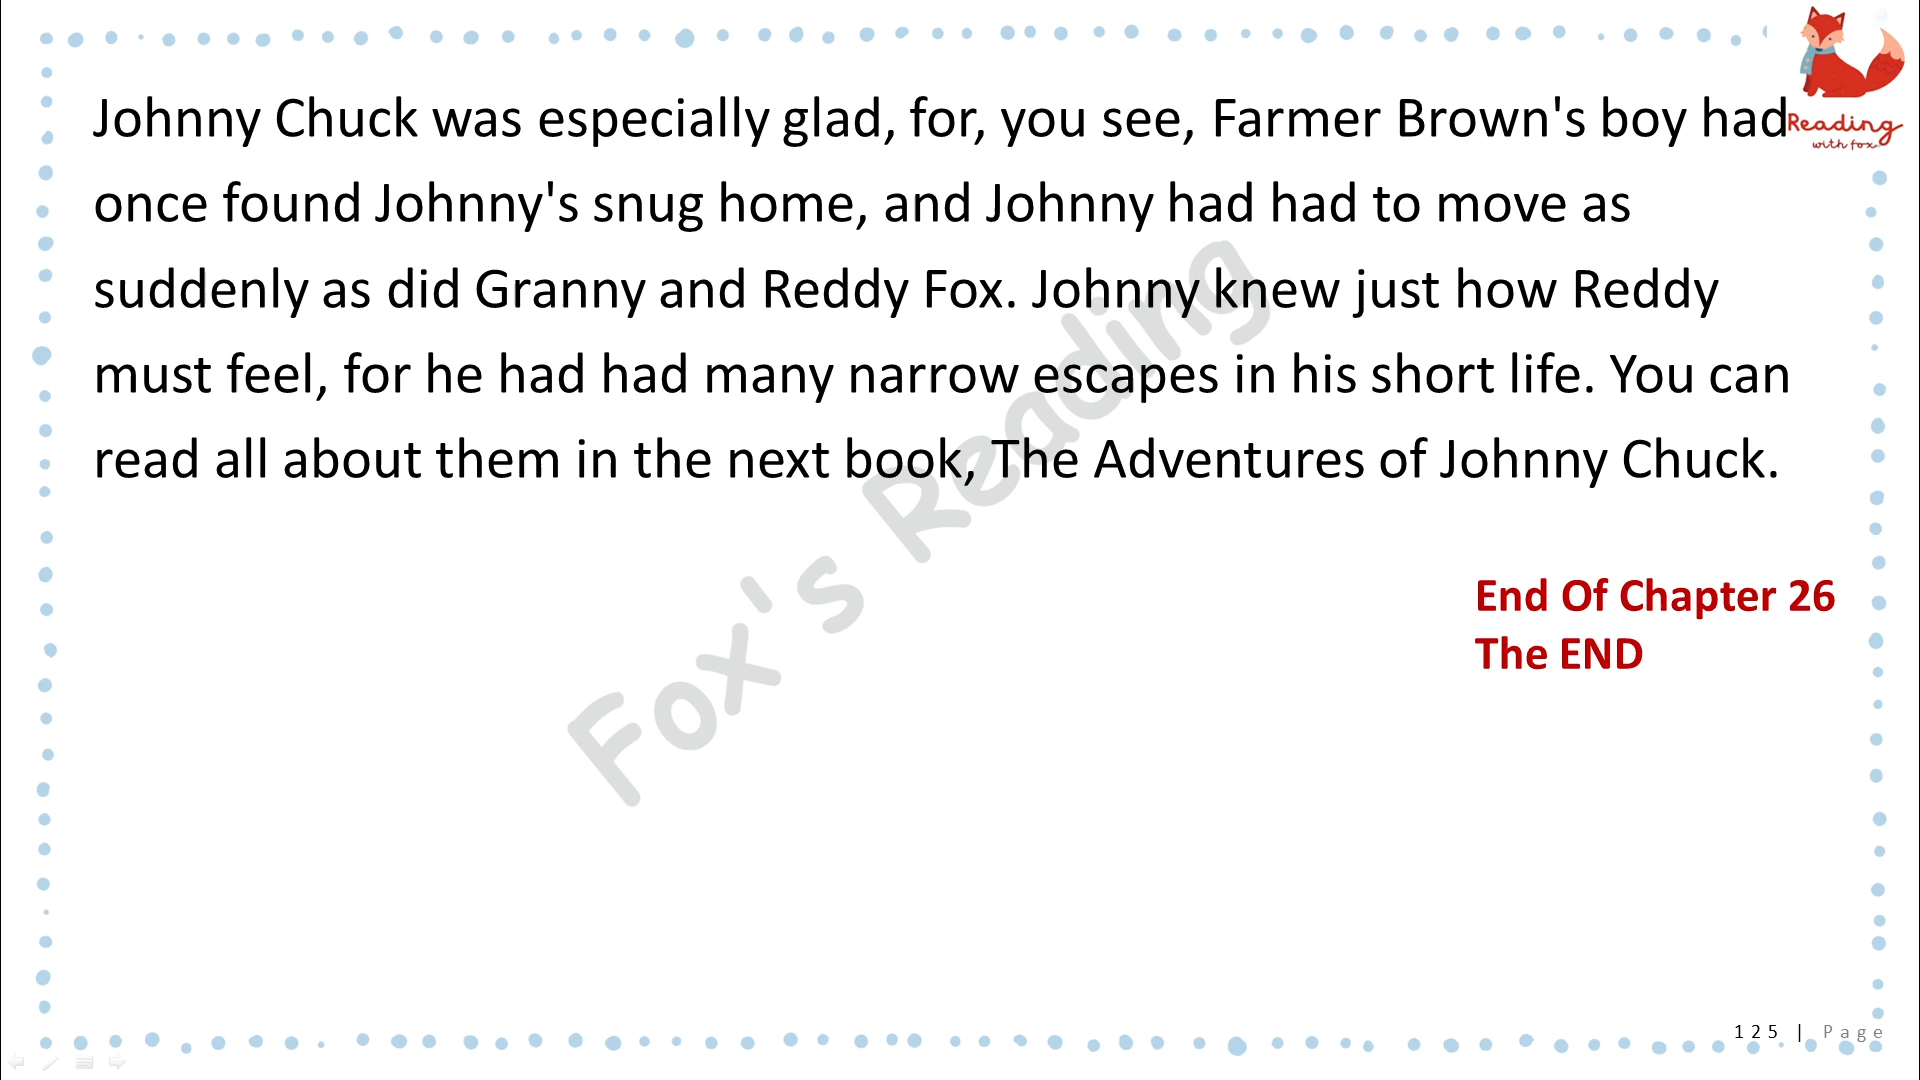 Johnny Chuck was especially glad, for, you see, Farmer Brown's boy had
once found Johnny's snug home, and Johnny had had to move as
suddenly as did Granny and Reddy Fox. Johnny knew just how Reddy
must feel, for he had had many narrow escapes in his short life. You can
read all about them in the next book, The Adventures of Johnny Chuck.
End Of Chapter 26
The END
Reading
with fox
Fox's Reading
125 | Page